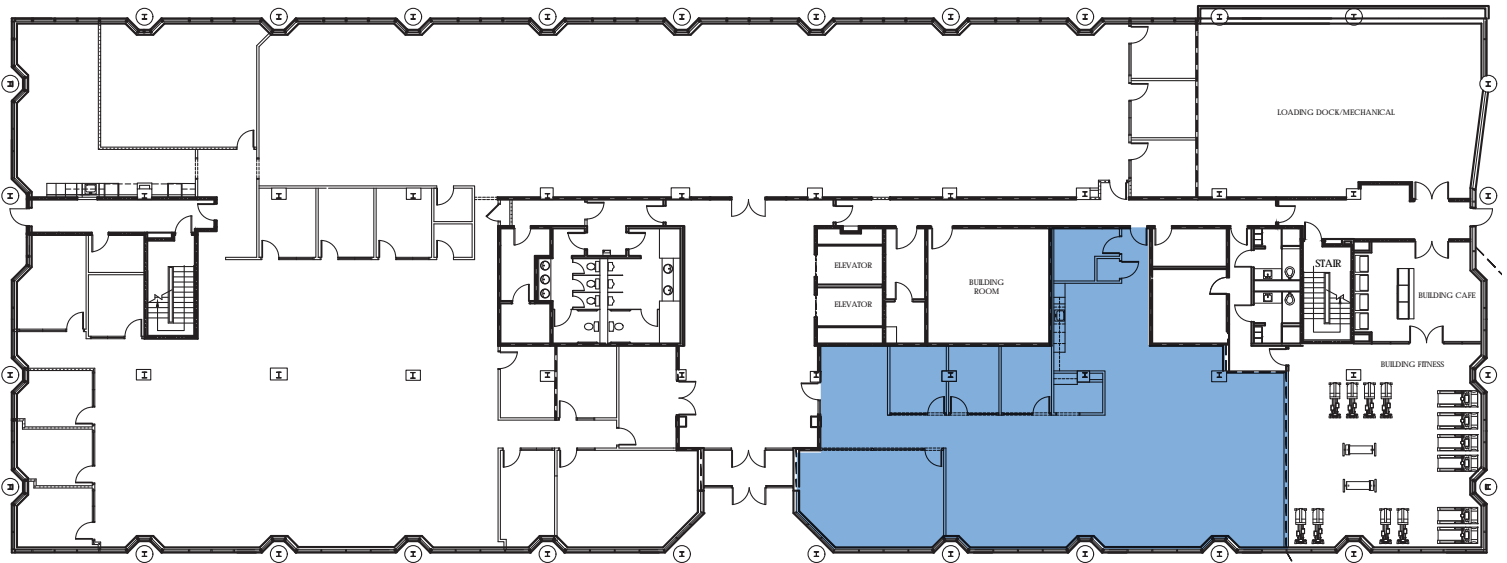 LOADING DOCK/MECHANICAL
ELEVATOR
STAIR
BUILDING
ROOM
BUILDING CAFE
ELEVATOR
BUILDING FITNESS